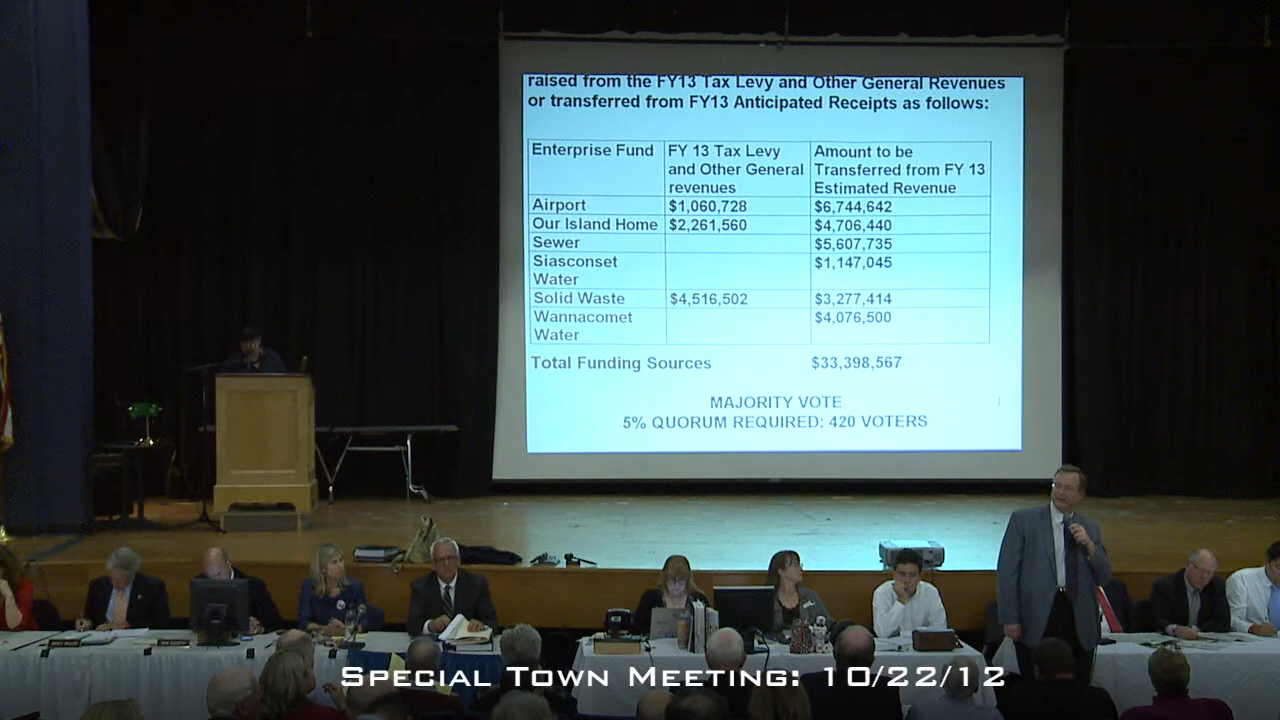 raised from the FY13 Tax Levy and Other General Revenues
or transferred from FY13 Anticipated Receipts as follows:
Enterprise Fund FY 13 Tax Levy and Other General revenues Amount to be Transferred from FY 13 Estimated Revenue
Airport $1,060,728 $6,744,642
Our Island Home $2,261,560 $4,706,440
Sewer $5,607,735
Siasconset Water $1,147,045
Solid Waste $4,516,502 $3,277,414
Wannacomet Water $4,076,500
Total Funding Sources $33,398,567
MAJORITY VOTE
5% QUORUM REQUIRED: 420 VOTERS
Special Town Meeting: 10/22/12